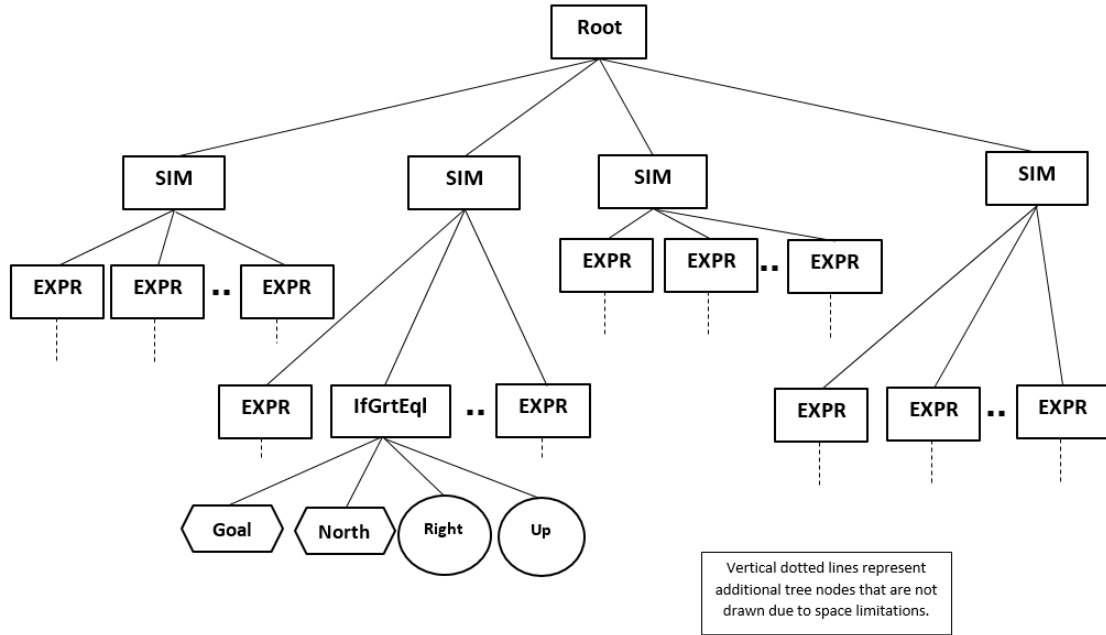 Root
SIM
SIM
SIM
SIM
EXPR
EXPR
..
EXPR
EXPR
EXPR
..
EXPR
EXPR
IfGrtEql
..
EXPR
EXPR
EXPR
..
EXPR
Goal
North
Right
Up
Vertical dotted lines represent
additional tree nodes that are not
drawn due to space limitations.